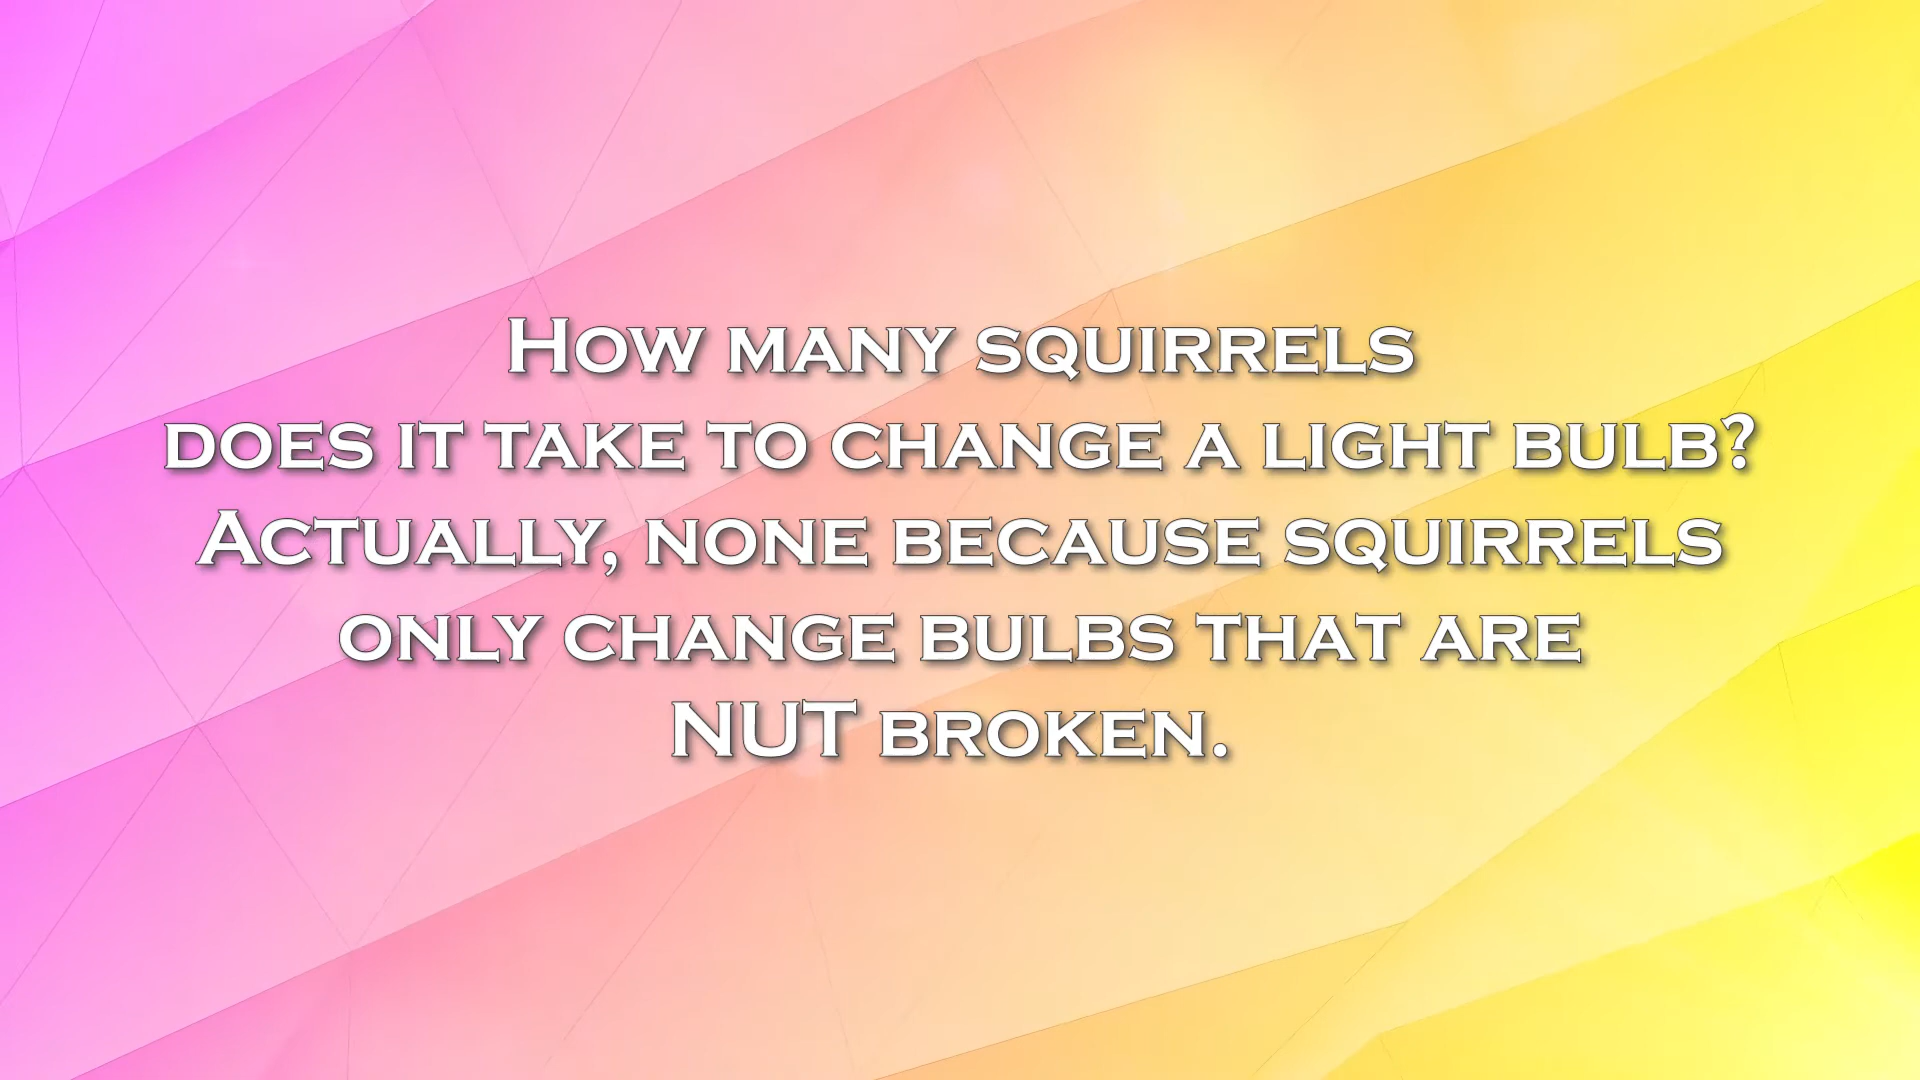 How many squirrels
does it take to change a light bulb?
Actually, none because squirrels
only change bulbs that are
NUT broken.